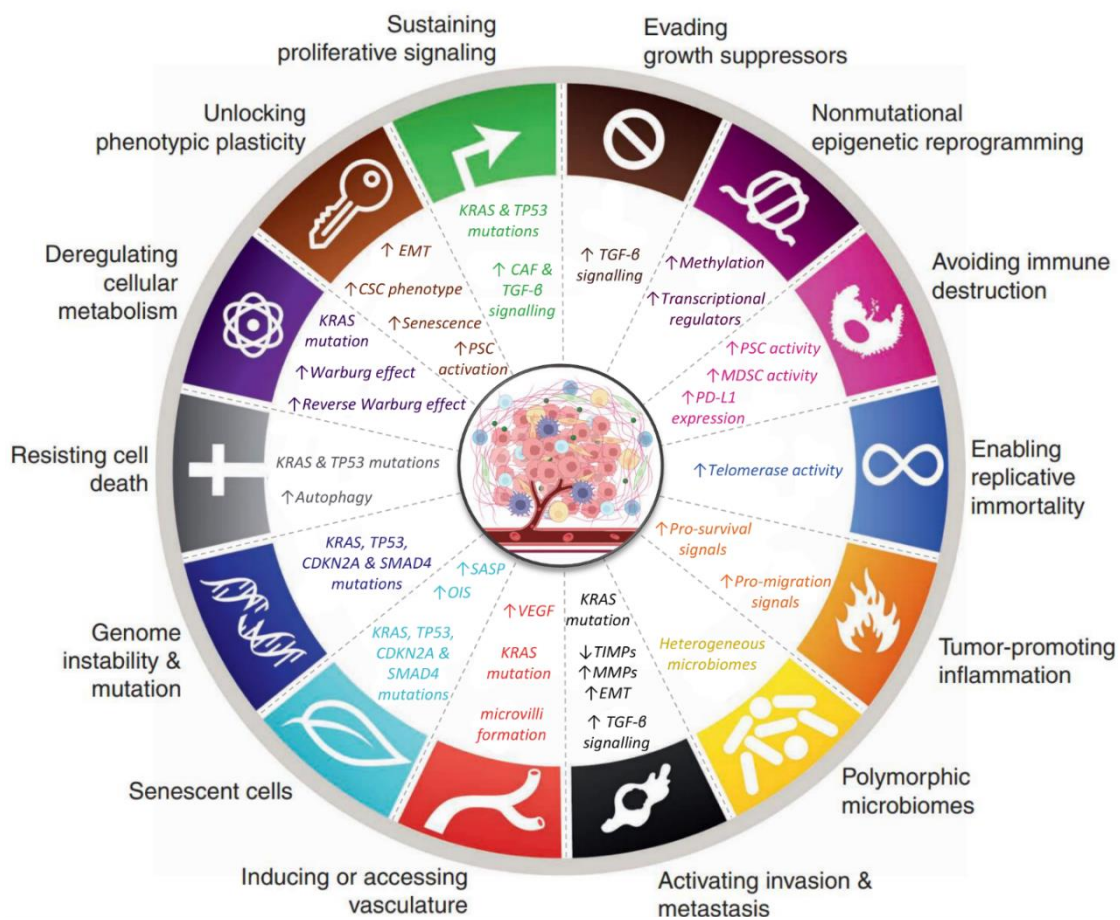 Sustaining
proliferative signaling
Evading
growth suppressors
Nonmutational
epigenetic reprogramming
Avoiding immune
destruction
Enabling
replicative
immortality
Tumor-promoting
inflammation
Polymorphic
microbiomes
Activating invasion &
metastasis
Inducing or accessing
vasculature
Senescent cells
Genome
instability &
mutation
Resisting cell
death
Deregulating
cellular
metabolism
Unlocking
phenotypic plasticity
KRAS & TP53
mutations
↑ CAF &
TGF-β
signalling
↑ TGF-β
signalling
↑Methylation
↑Transcriptional
regulators
↑PSC activity
↑MDSC activity
↑PD-L1
expression
↑Telomerase activity
↑Pro-survival
signals
↑Pro-migration
signals
Heterogeneous
microbiomes
KRAS
mutation
↓TIMPs
↑MMPs
↑EMT
↑ TGF-β
signalling
↑VEGF
KRAS
mutation
microvilli
formation
↑SASP
↑OIS
KRAS, TP53,
CDKN2A &
SMAD4
mutations
KRAS, TP53,
CDKN2A & SMAD4
mutations
KRAS & TP53 mutations
↑Autophagy
KRAS
mutation
↑Warburg effect
↑Reverse Warburg effect
↑EMT
↑CSC phenotype
↑Senescence
↑PSC
activation